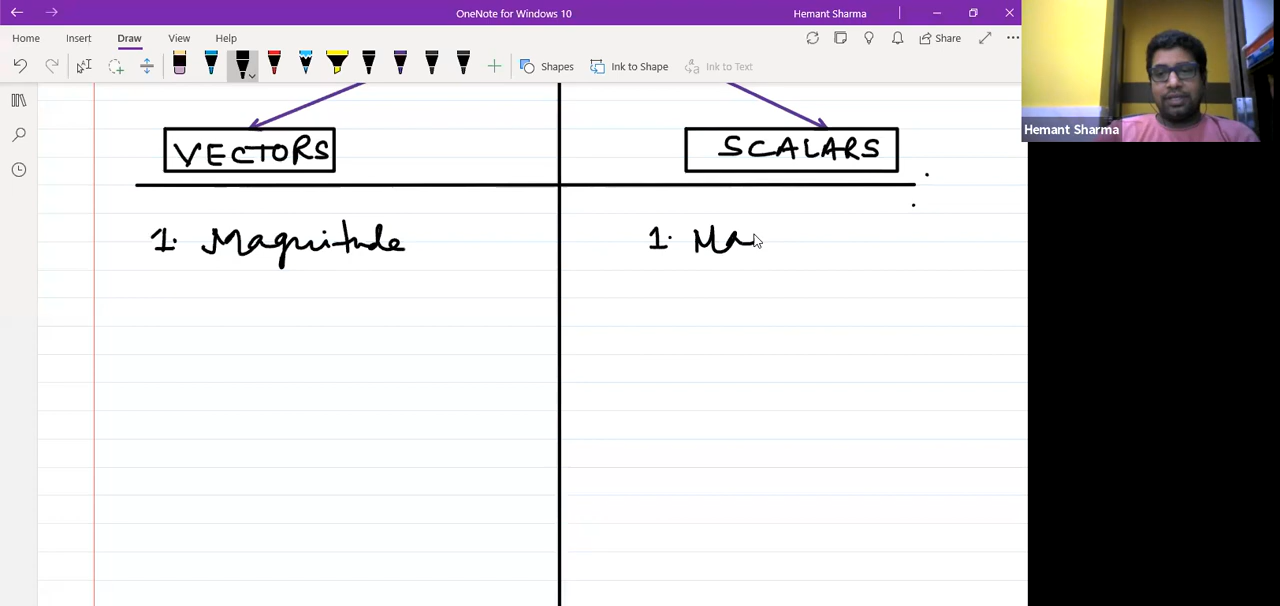 OneNote for Windows 10
Hemant Sharma
Home Insert Draw View Help
Share
Shapes Ink to Shape Ink to Text
Hemant Sharma
VECTORS
SCALARS
1. Magnitude
1. Ma